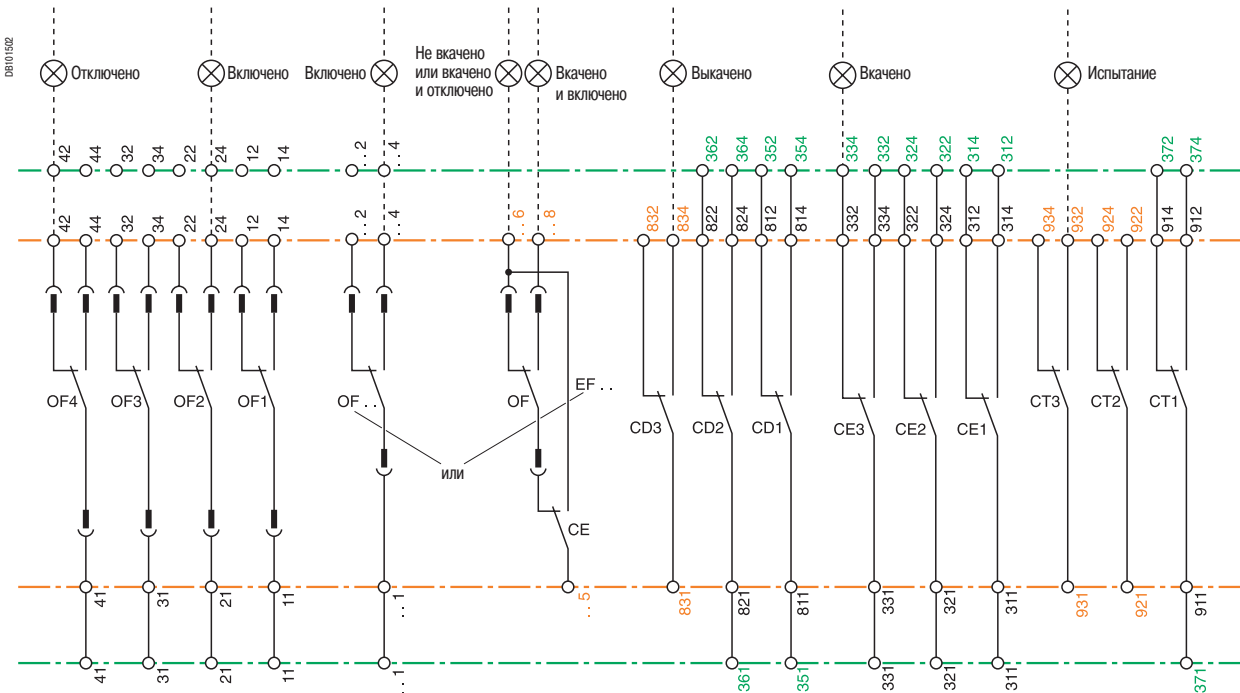 DB101502
Отключено
Включено
Включено
Не вкачено
или вкачено
и отключено
Вкачено
и включено
Выкачено
Вкачено
Испытание
42 44 32 34 22 24 12 14 . . 2 . . 4 362 364 352 354 334 332 324 322 314 312 372 374
42 44 32 34 22 24 12 14 . . 2 . . 4 . . 6 . . 8 832 834 822 824 812 814 332 334 322 324 312 314 934 932 924 922 914 912
OF4 OF3 OF2 OF1 OF . . OF EF . . CD3 CD2 CD1 CE3 CE2 CE1 CT3 CT2 CT1
или
CE
41 31 21 11 . . 1 . . 5 831 821 811 331 321 311 931 921 911
41 31 21 11 . . 1 361 351 331 321 311 371